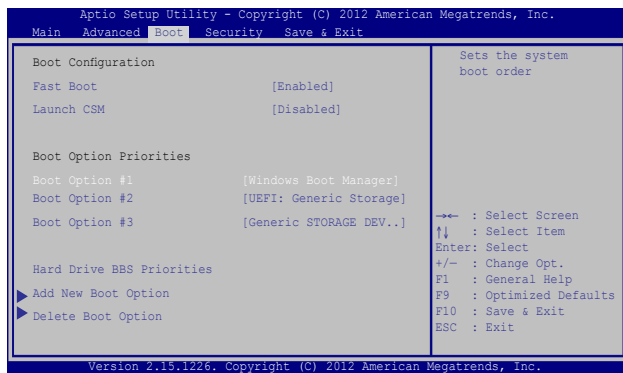 Aptio Setup Utility - Copyright (C) 2012 American Megatrends, Inc.
Main Advanced Boot Security Save & Exit
Boot Configuration
Fast Boot [Enabled]
Launch CSM [Disabled]
Boot Option Priorities
Boot Option #1 [Windows Boot Manager]
Boot Option #2 [UEFI: Generic Storage]
Boot Option #3 [Generic STORAGE DEV..]
Hard Drive BBS Priorities
Add New Boot Option
Delete Boot Option
Sets the system
boot order
→← : Select Screen
↑↓ : Select Item
Enter: Select
+/— : Change Opt.
F1 : General Help
F9 : Optimized Defaults
F10 : Save & Exit
ESC : Exit
Version 2.15.1226. Copyright (C) 2012 American Megatrends, Inc.